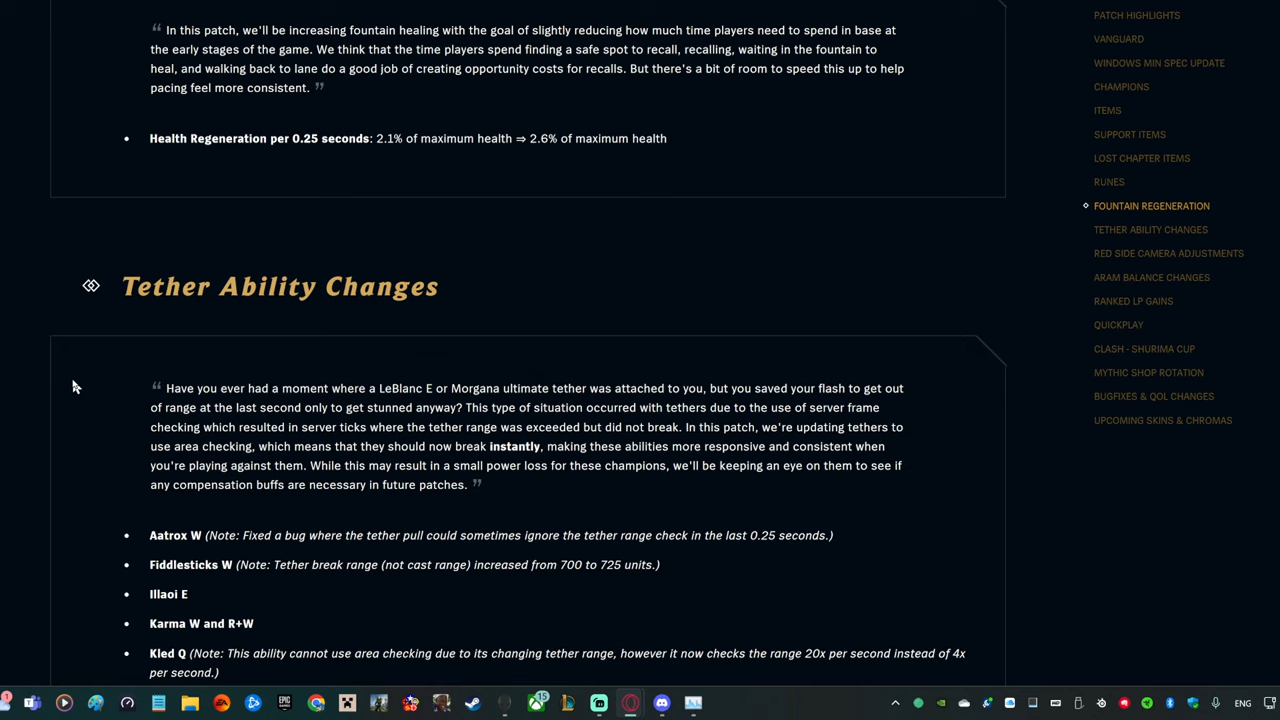 “ In this patch, we'll be increasing fountain healing with the goal of slightly reducing how much time players need to spend in base at
the early stages of the game. We think that the time players spend finding a safe spot to recall, recalling, waiting in the fountain to
heal, and walking back to lane do a good job of creating opportunity costs for recalls. But there's a bit of room to speed this up to help
pacing feel more consistent. ”
• Health Regeneration per 0.25 seconds: 2.1% of maximum health ⇒ 2.6% of maximum health
Tether Ability Changes
“ Have you ever had a moment where a LeBlanc E or Morgana ultimate tether was attached to you, but you saved your flash to get out
of range at the last second only to get stunned anyway? This type of situation occurred with tethers due to the use of server frame
checking which resulted in server ticks where the tether range was exceeded but did not break. In this patch, we're updating tethers to
use area checking, which means that they should now break instantly, making these abilities more responsive and consistent when
you're playing against them. While this may result in a small power loss for these champions, we'll be keeping an eye on them to see if
any compensation buffs are necessary in future patches. ”
• Aatrox W (Note: Fixed a bug where the tether pull could sometimes ignore the tether range check in the last 0.25 seconds.)
• Fiddlesticks W (Note: Tether break range (not cast range) increased from 700 to 725 units.)
• Illaoi E
• Karma W and R+W
• Kled Q (Note: This ability cannot use area checking due to its changing tether range, however it now checks the range 20x per second instead of 4x
per second.)
PATCH HIGHLIGHTS
VANGUARD
WINDOWS MIN SPEC UPDATE
CHAMPIONS
ITEMS
SUPPORT ITEMS
LOST CHAPTER ITEMS
RUNES
FOUNTAIN REGENERATION
TETHER ABILITY CHANGES
RED SIDE CAMERA ADJUSTMENTS
ARAM BALANCE CHANGES
RANKED LP GAINS
QUICKPLAY
CLASH - SHURIMA CUP
MYTHIC SHOP ROTATION
BUGFIXES & QOL CHANGES
UPCOMING SKINS & CHROMAS
1
EA
EPIC GAMES
15
ENG